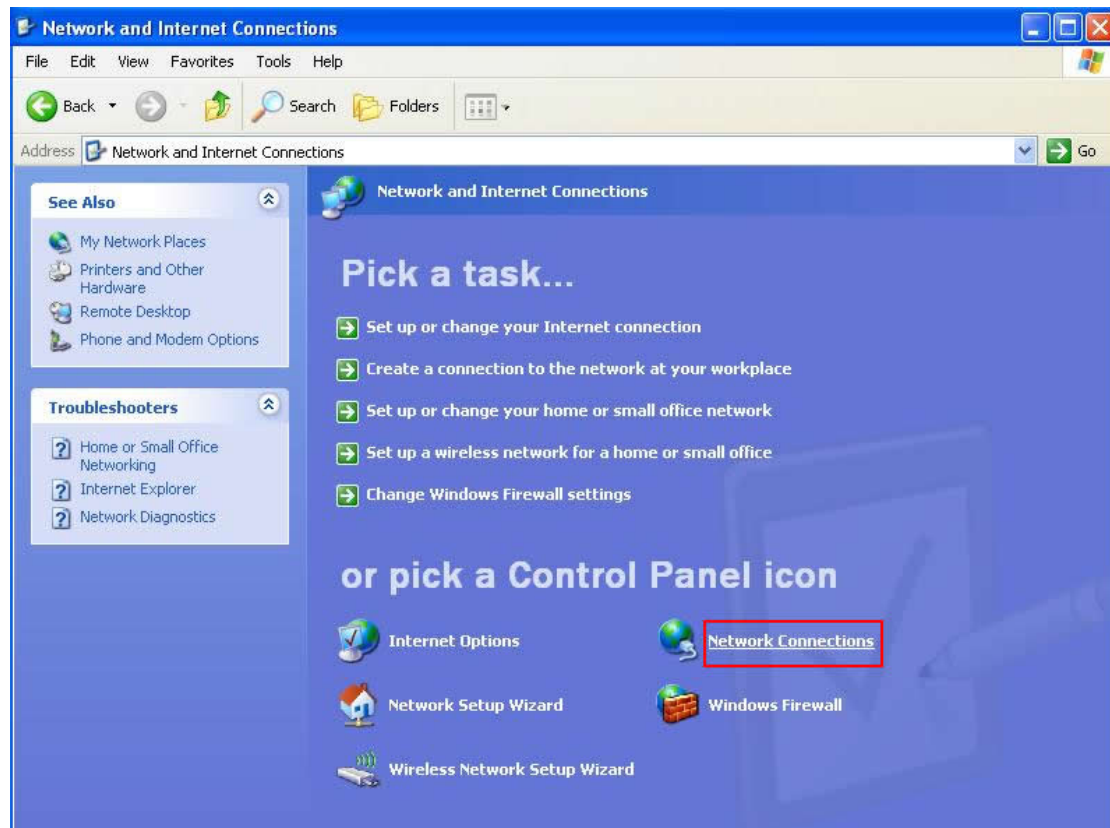 Network and Internet Connections
File Edit View Favorites Tools Help
Back Search Folders
Address Network and Internet Connections Go
See Also
My Network Places
Printers and Other
Hardware
Remote Desktop
Phone and Modem Options
Troubleshooters
Home or Small Office
Networking
Internet Explorer
Network Diagnostics
Network and Internet Connections
Pick a task...
Set up or change your Internet connection
Create a connection to the network at your workplace
Set up or change your home or small office network
Set up a wireless network for a home or small office
Change Windows Firewall settings
or pick a Control Panel icon
Internet Options
Network Connections
Network Setup Wizard
Windows Firewall
Wireless Network Setup Wizard